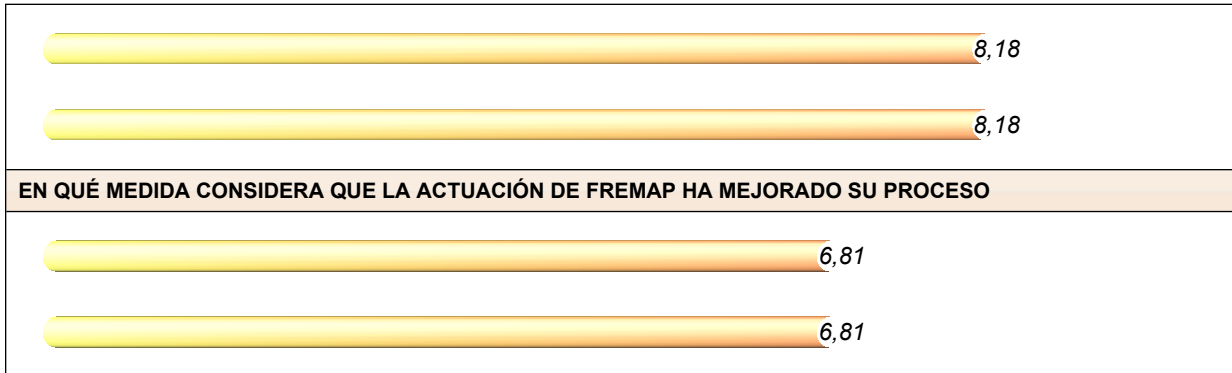 8,18
8,18
EN QUÉ MEDIDA CONSIDERA QUE LA ACTUACIÓN DE FREMAP HA MEJORADO SU PROCESO
6,81
6,81